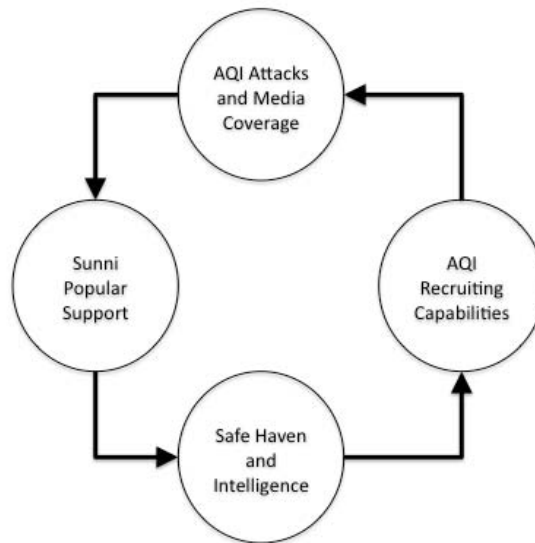 AQI Attacks
and Media
Coverage
Sunni
Popular
Support
AQI
Recruiting
Capabilities
Safe Haven
and
Intelligence